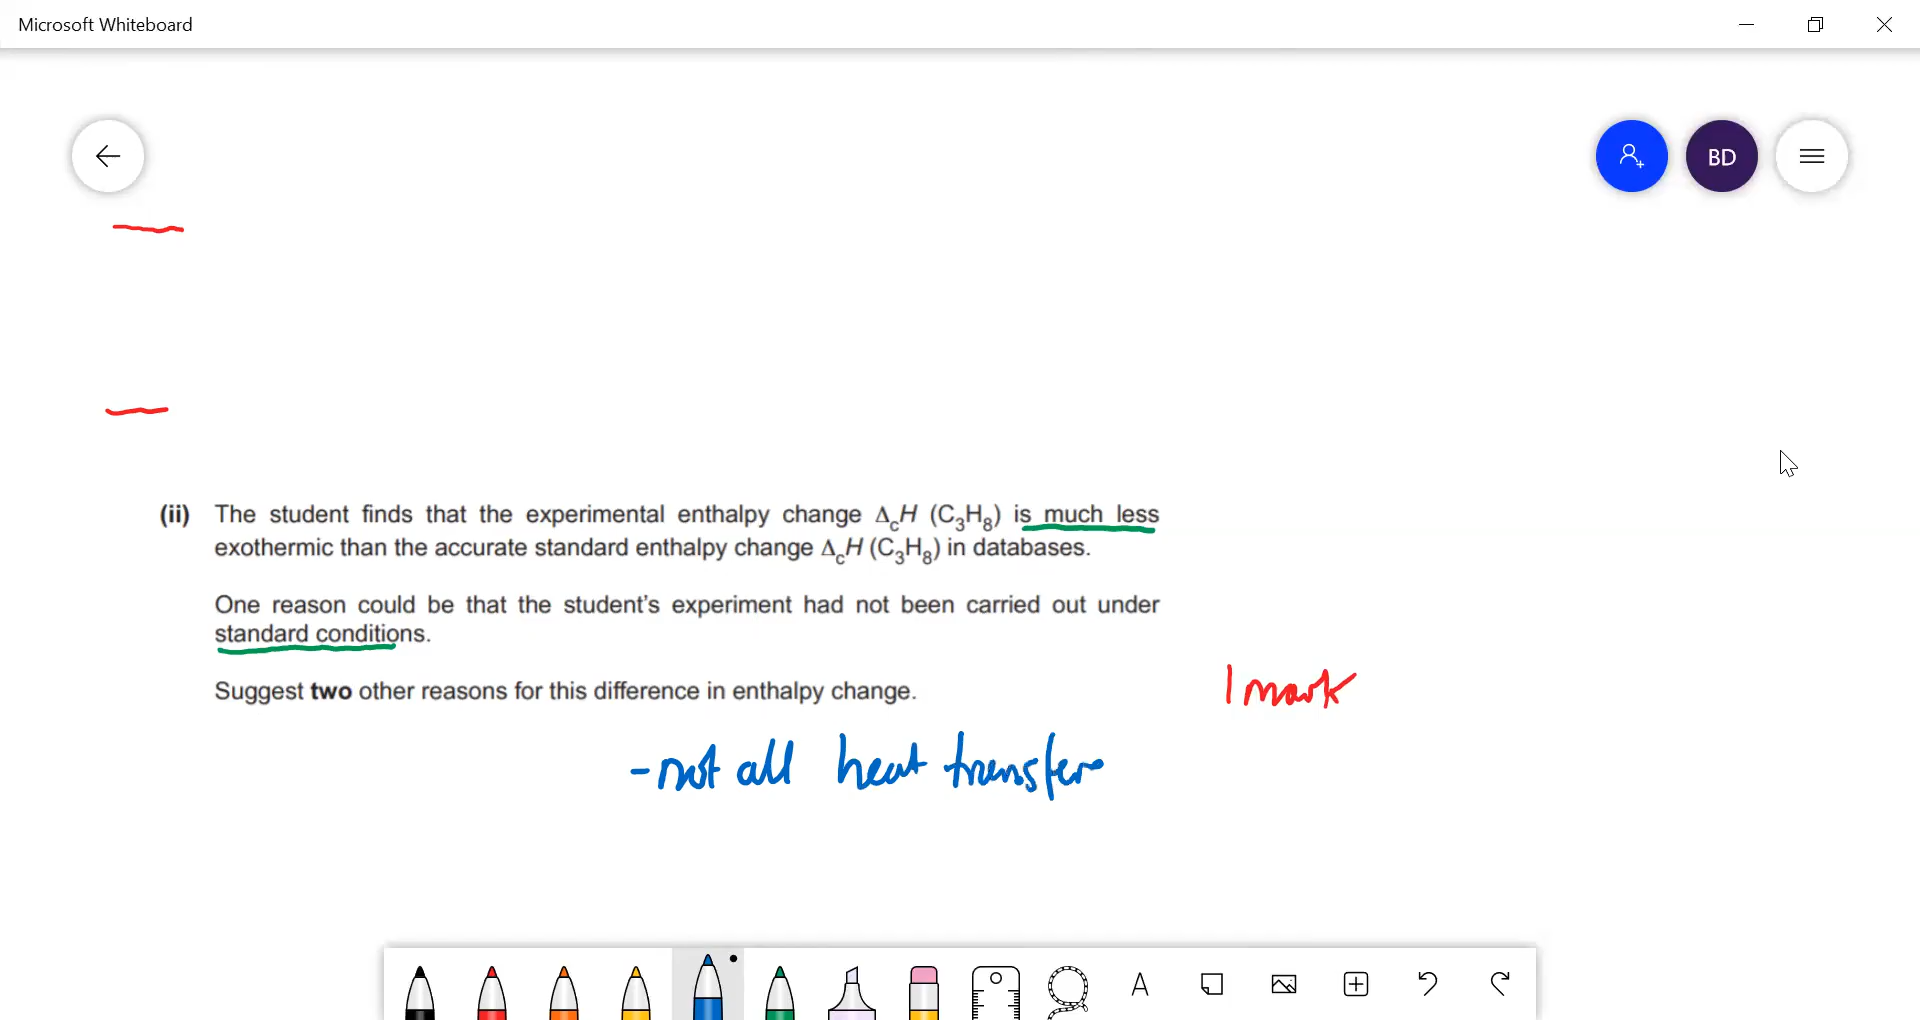 Microsoft Whiteboard
BD
(ii) The student finds that the experimental enthalpy change ΔcH (C3H8) is much less
exothermic than the accurate standard enthalpy change ΔcH (C3H8) in databases.
One reason could be that the student's experiment had not been carried out under
standard conditions.
Suggest two other reasons for this difference in enthalpy change.
1 mark
- not all heat transfer
A